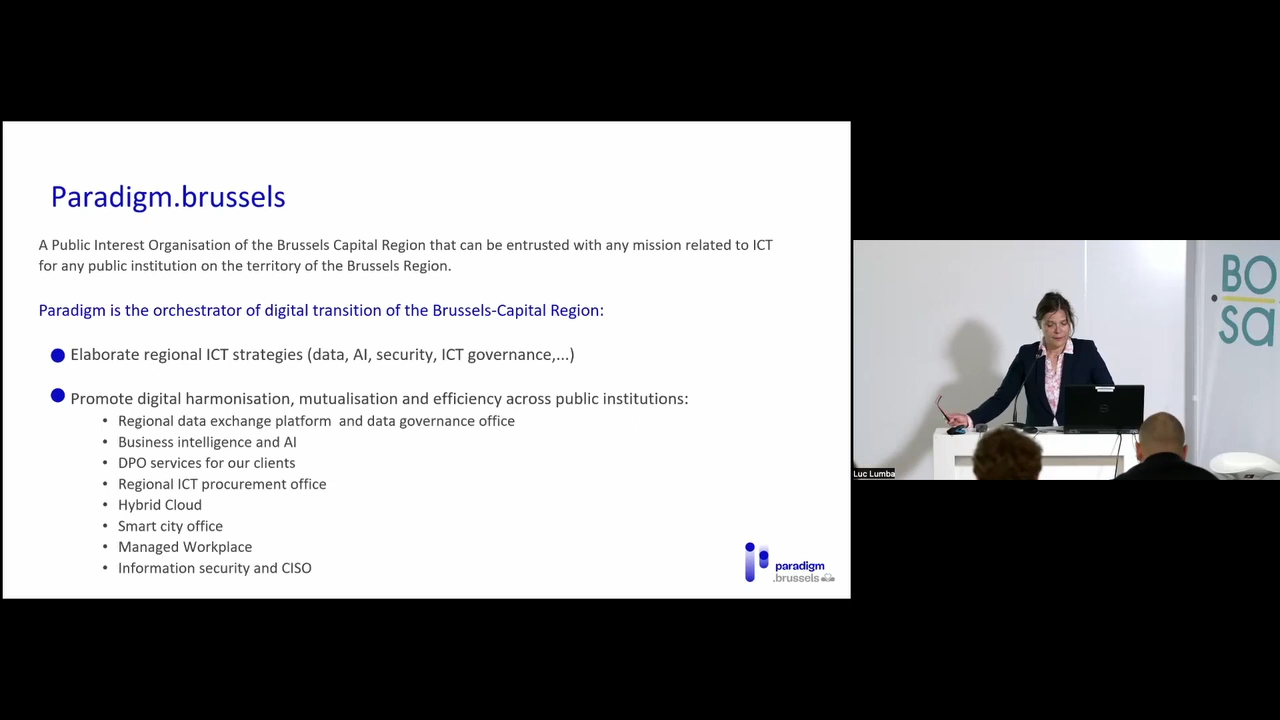 Paradigm.brussels
A Public Interest Organisation of the Brussels Capital Region that can be entrusted with any mission related to ICT
for any public institution on the territory of the Brussels Region.
Paradigm is the orchestrator of digital transition of the Brussels-Capital Region:
Elaborate regional ICT strategies (data, AI, security, ICT governance,...)
Promote digital harmonisation, mutualisation and efficiency across public institutions:
• Regional data exchange platform and data governance office
• Business intelligence and AI
• DPO services for our clients
• Regional ICT procurement office
• Hybrid Cloud
• Smart city office
• Managed Workplace
• Information security and CISO
paradigm
.brussels
BO
sa
Luc Lumba